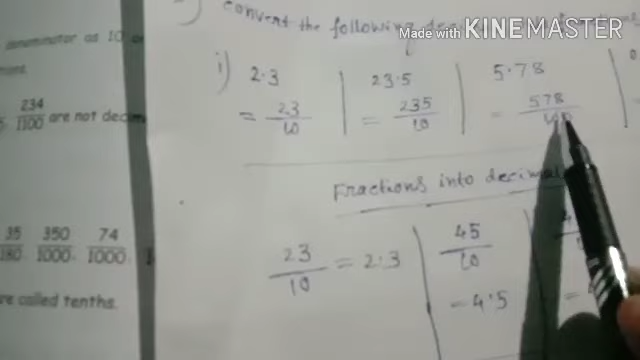 Made with KINEMASTER
Convert the following
denominator as 10
i) 2.3 | 23.5 | 5.78
= 23/10 | = 235/10 | = 578/100
234/1100 are not
Fractions into decimal
35/180, 350/1000, 74/1000,
23/10 = 2.3 | 45/10
= 4.5
are called tenths.